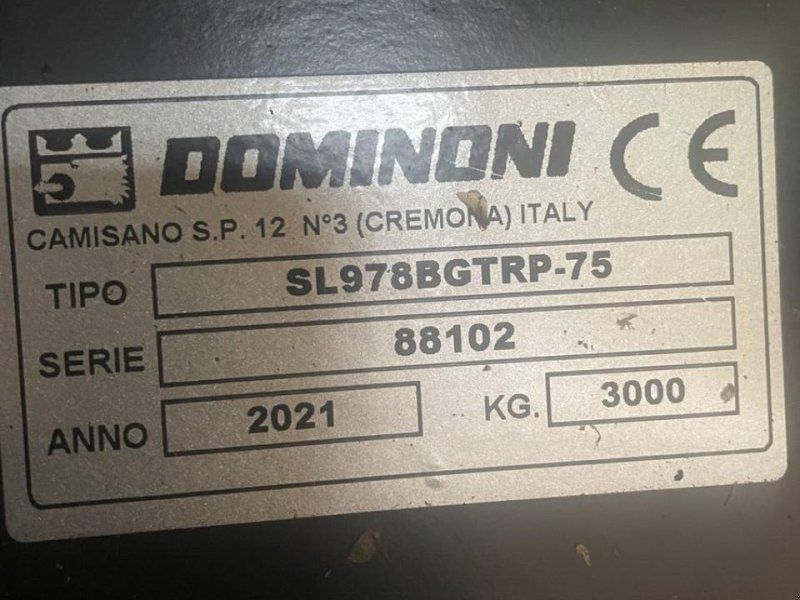 DOMINONI CE
CAMISANO S.P. 12 N°3 (CREMONA) ITALY
TIPO SL978BGTRP-75
SERIE 88102
ANNO 2021 KG. 3000